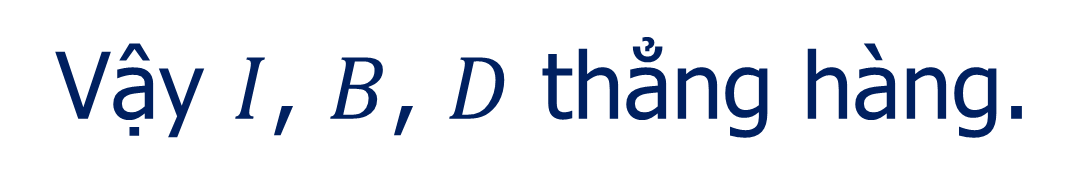 Vậy I, B, D thẳng hàng.